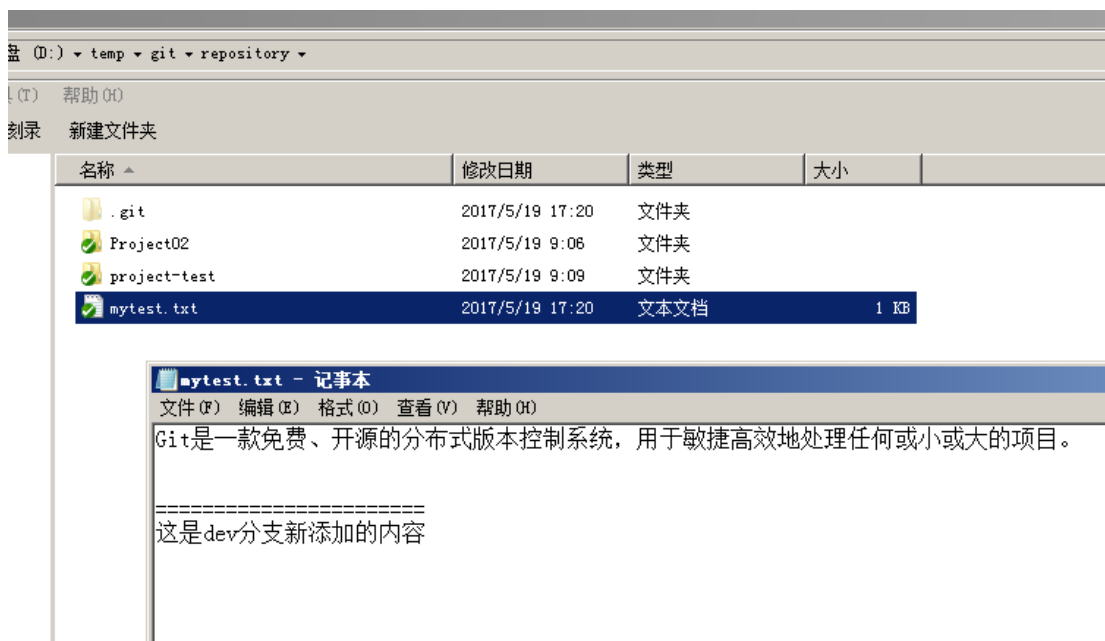 盘 (D:) ▾ temp ▾ git ▾ repository ▾
(T) 帮助(H)
刻录 新建文件夹
名称 修改日期 类型 大小
.git 2017/5/19 17:20 文件夹
Project02 2017/5/19 9:06 文件夹
project-test 2017/5/19 9:09 文件夹
mytest.txt 2017/5/19 17:20 文本文档 1 KB
mytest.txt - 记事本
文件(F) 编辑(E) 格式(O) 查看(V) 帮助(H)
Git是一款免费、开源的分布式版本控制系统，用于敏捷高效地处理任何或小或大的项目。
=======================
这是dev分支新添加的内容